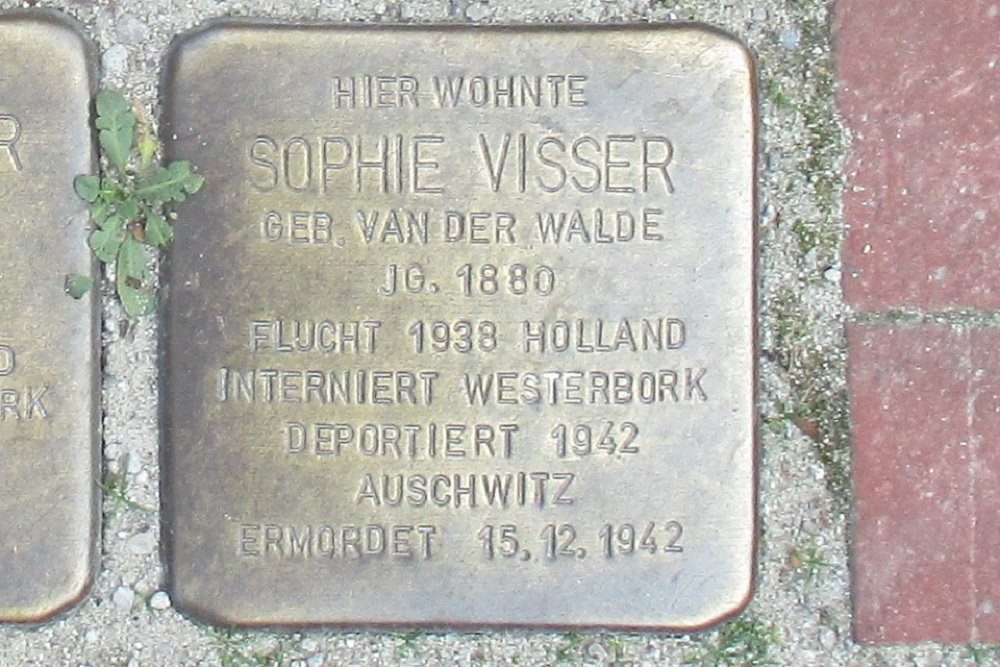 HIER WOHNTE
SOPHIE VISSER
GEB. VAN DER WALDE
JG. 1880
FLUCHT 1938 HOLLAND
INTERNIERT WESTERBORK
DEPORTIERT 1942
AUSCHWITZ
ERMORDET 15.12.1942